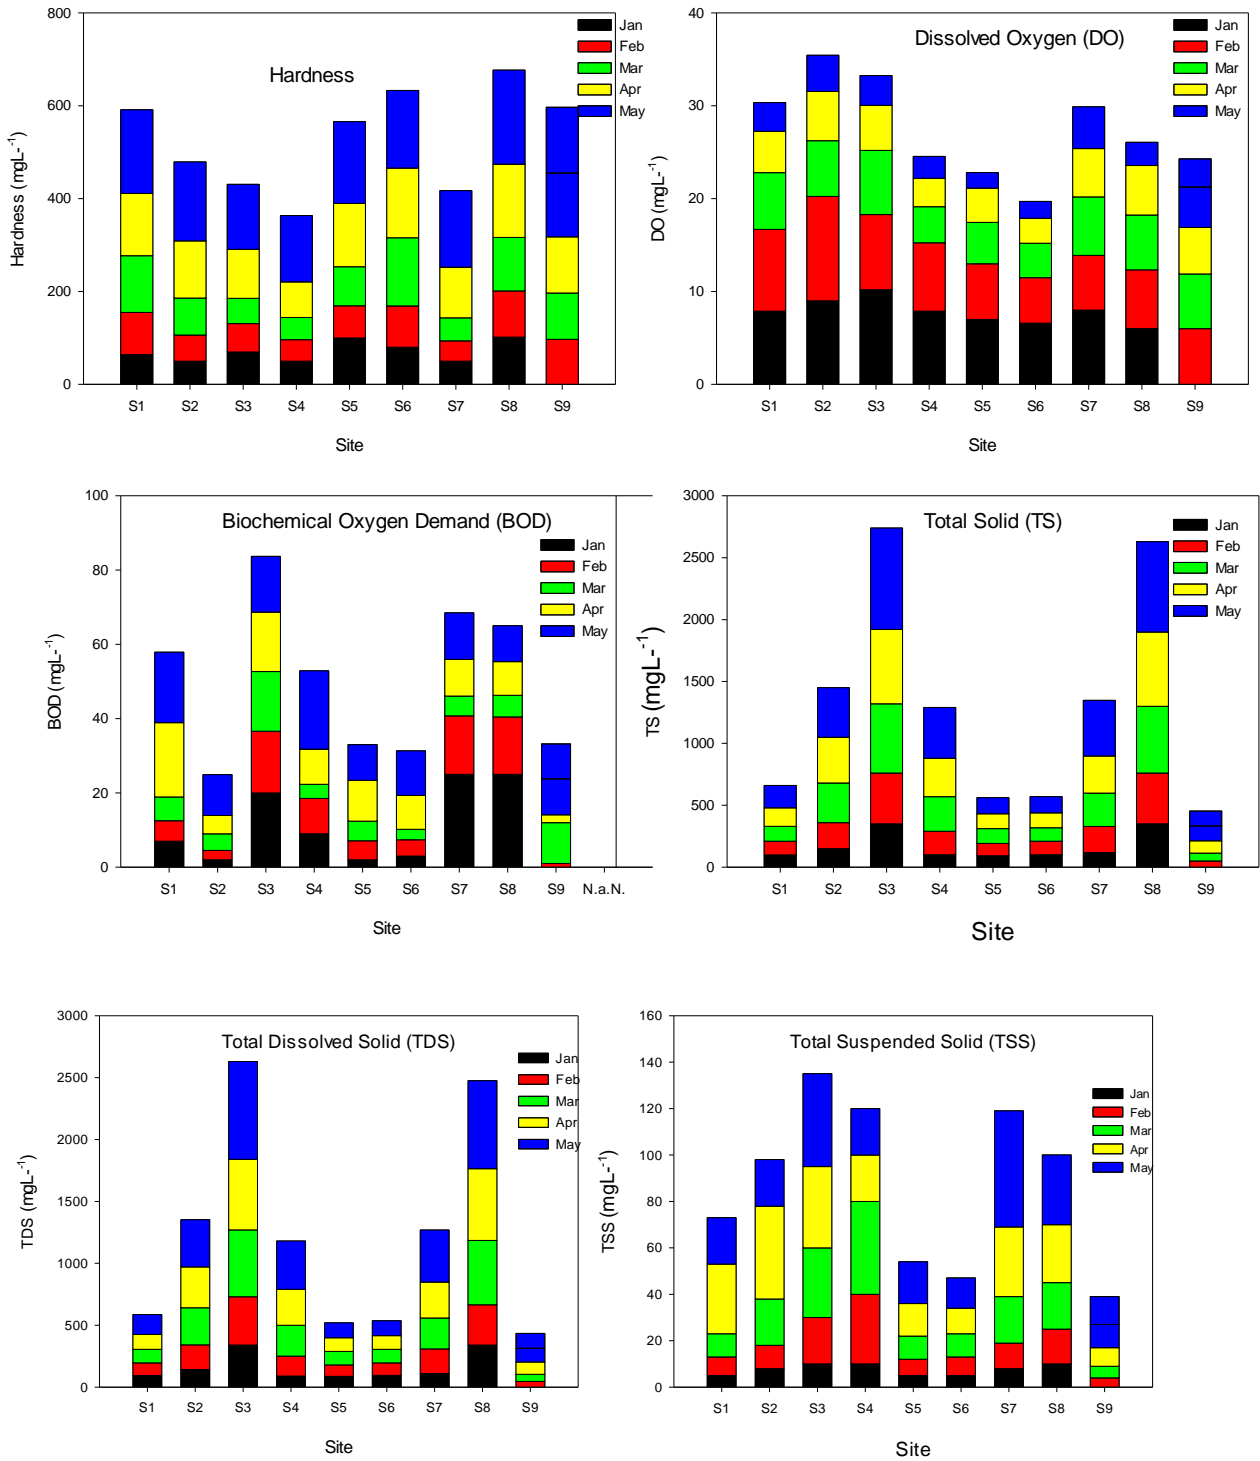 Hardness
Hardness (mgL-⁻¹)
800
600
400
200
0
S1 S2 S3 S4 S5 S6 S7 S8 S9
Site
Jan
Feb
Mar
Apr
May
Dissolved Oxygen (DO)
DO (mgL-⁻¹)
40
30
20
10
0
S1 S2 S3 S4 S5 S6 S7 S8 S9
Site
Jan
Feb
Mar
Apr
May
Biochemical Oxygen Demand (BOD)
BOD (mgL-⁻¹)
100
80
60
40
20
0
S1 S2 S3 S4 S5 S6 S7 S8 S9 N.a.N.
Site
Jan
Feb
Mar
Apr
May
Total Solid (TS)
TS (mgL-⁻¹)
3000
2500
2000
1500
1000
500
0
S1 S2 S3 S4 S5 S6 S7 S8 S9
Site
Jan
Feb
Mar
Apr
May
Total Dissolved Solid (TDS)
TDS (mgL-⁻¹)
3000
2500
2000
1500
1000
500
0
S1 S2 S3 S4 S5 S6 S7 S8 S9
Site
Jan
Feb
Mar
Apr
May
Total Suspended Solid (TSS)
TSS (mgL-⁻¹)
160
140
120
100
80
60
40
20
0
S1 S2 S3 S4 S5 S6 S7 S8 S9
Site
Jan
Feb
Mar
Apr
May